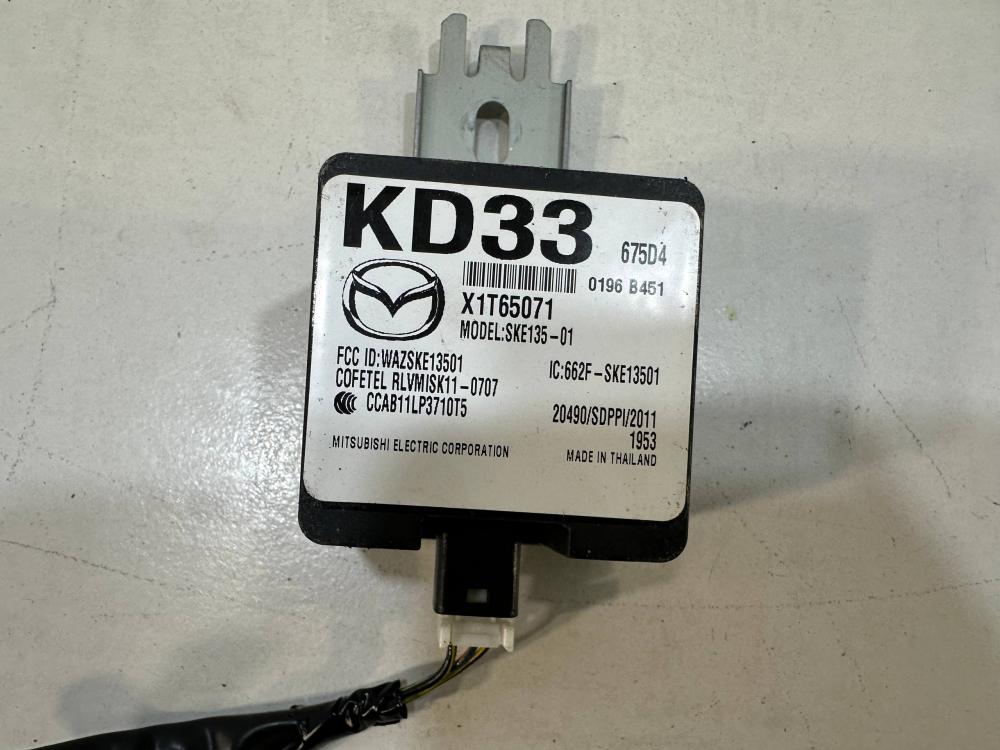 KD33
675D4
0196 B451
X1T65071
MODEL:SKE135-01
FCC ID:WAZSKE13501
IC:662F-SKE13501
COFETEL RLVMISK11-0707
CCAB11LP3710T5
20490/SDPPI/2011
1953
MITSUBISHI ELECTRIC CORPORATION
MADE IN THAILAND